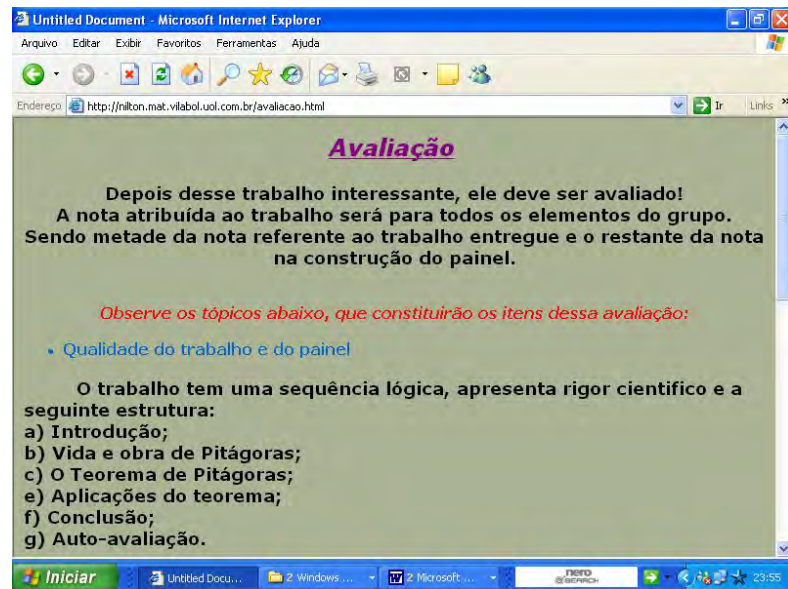 Untitled Document - Microsoft Internet Explorer
Arquivo Editar Exibir Favoritos Ferramentas Ajuda
Endereço http://nilton.mat.vilabol.uol.com.br/avaliacao.html Ir Links »
Avaliação
Depois desse trabalho interessante, ele deve ser avaliado!
A nota atribuída ao trabalho será para todos os elementos do grupo.
Sendo metade da nota referente ao trabalho entregue e o restante da nota
na construção do painel.
Observe os tópicos abaixo, que constituirão os itens dessa avaliação:
• Qualidade do trabalho e do painel
O trabalho tem uma sequência lógica, apresenta rigor cientifico e a
seguinte estrutura:
a) Introdução;
b) Vida e obra de Pitágoras;
c) O Teorema de Pitágoras;
e) Aplicações do teorema;
f) Conclusão;
g) Auto-avaliação.
Iniciar Untitled Docu... 2 Windows ... 2 Microsoft ... nero SEARCH 23:55